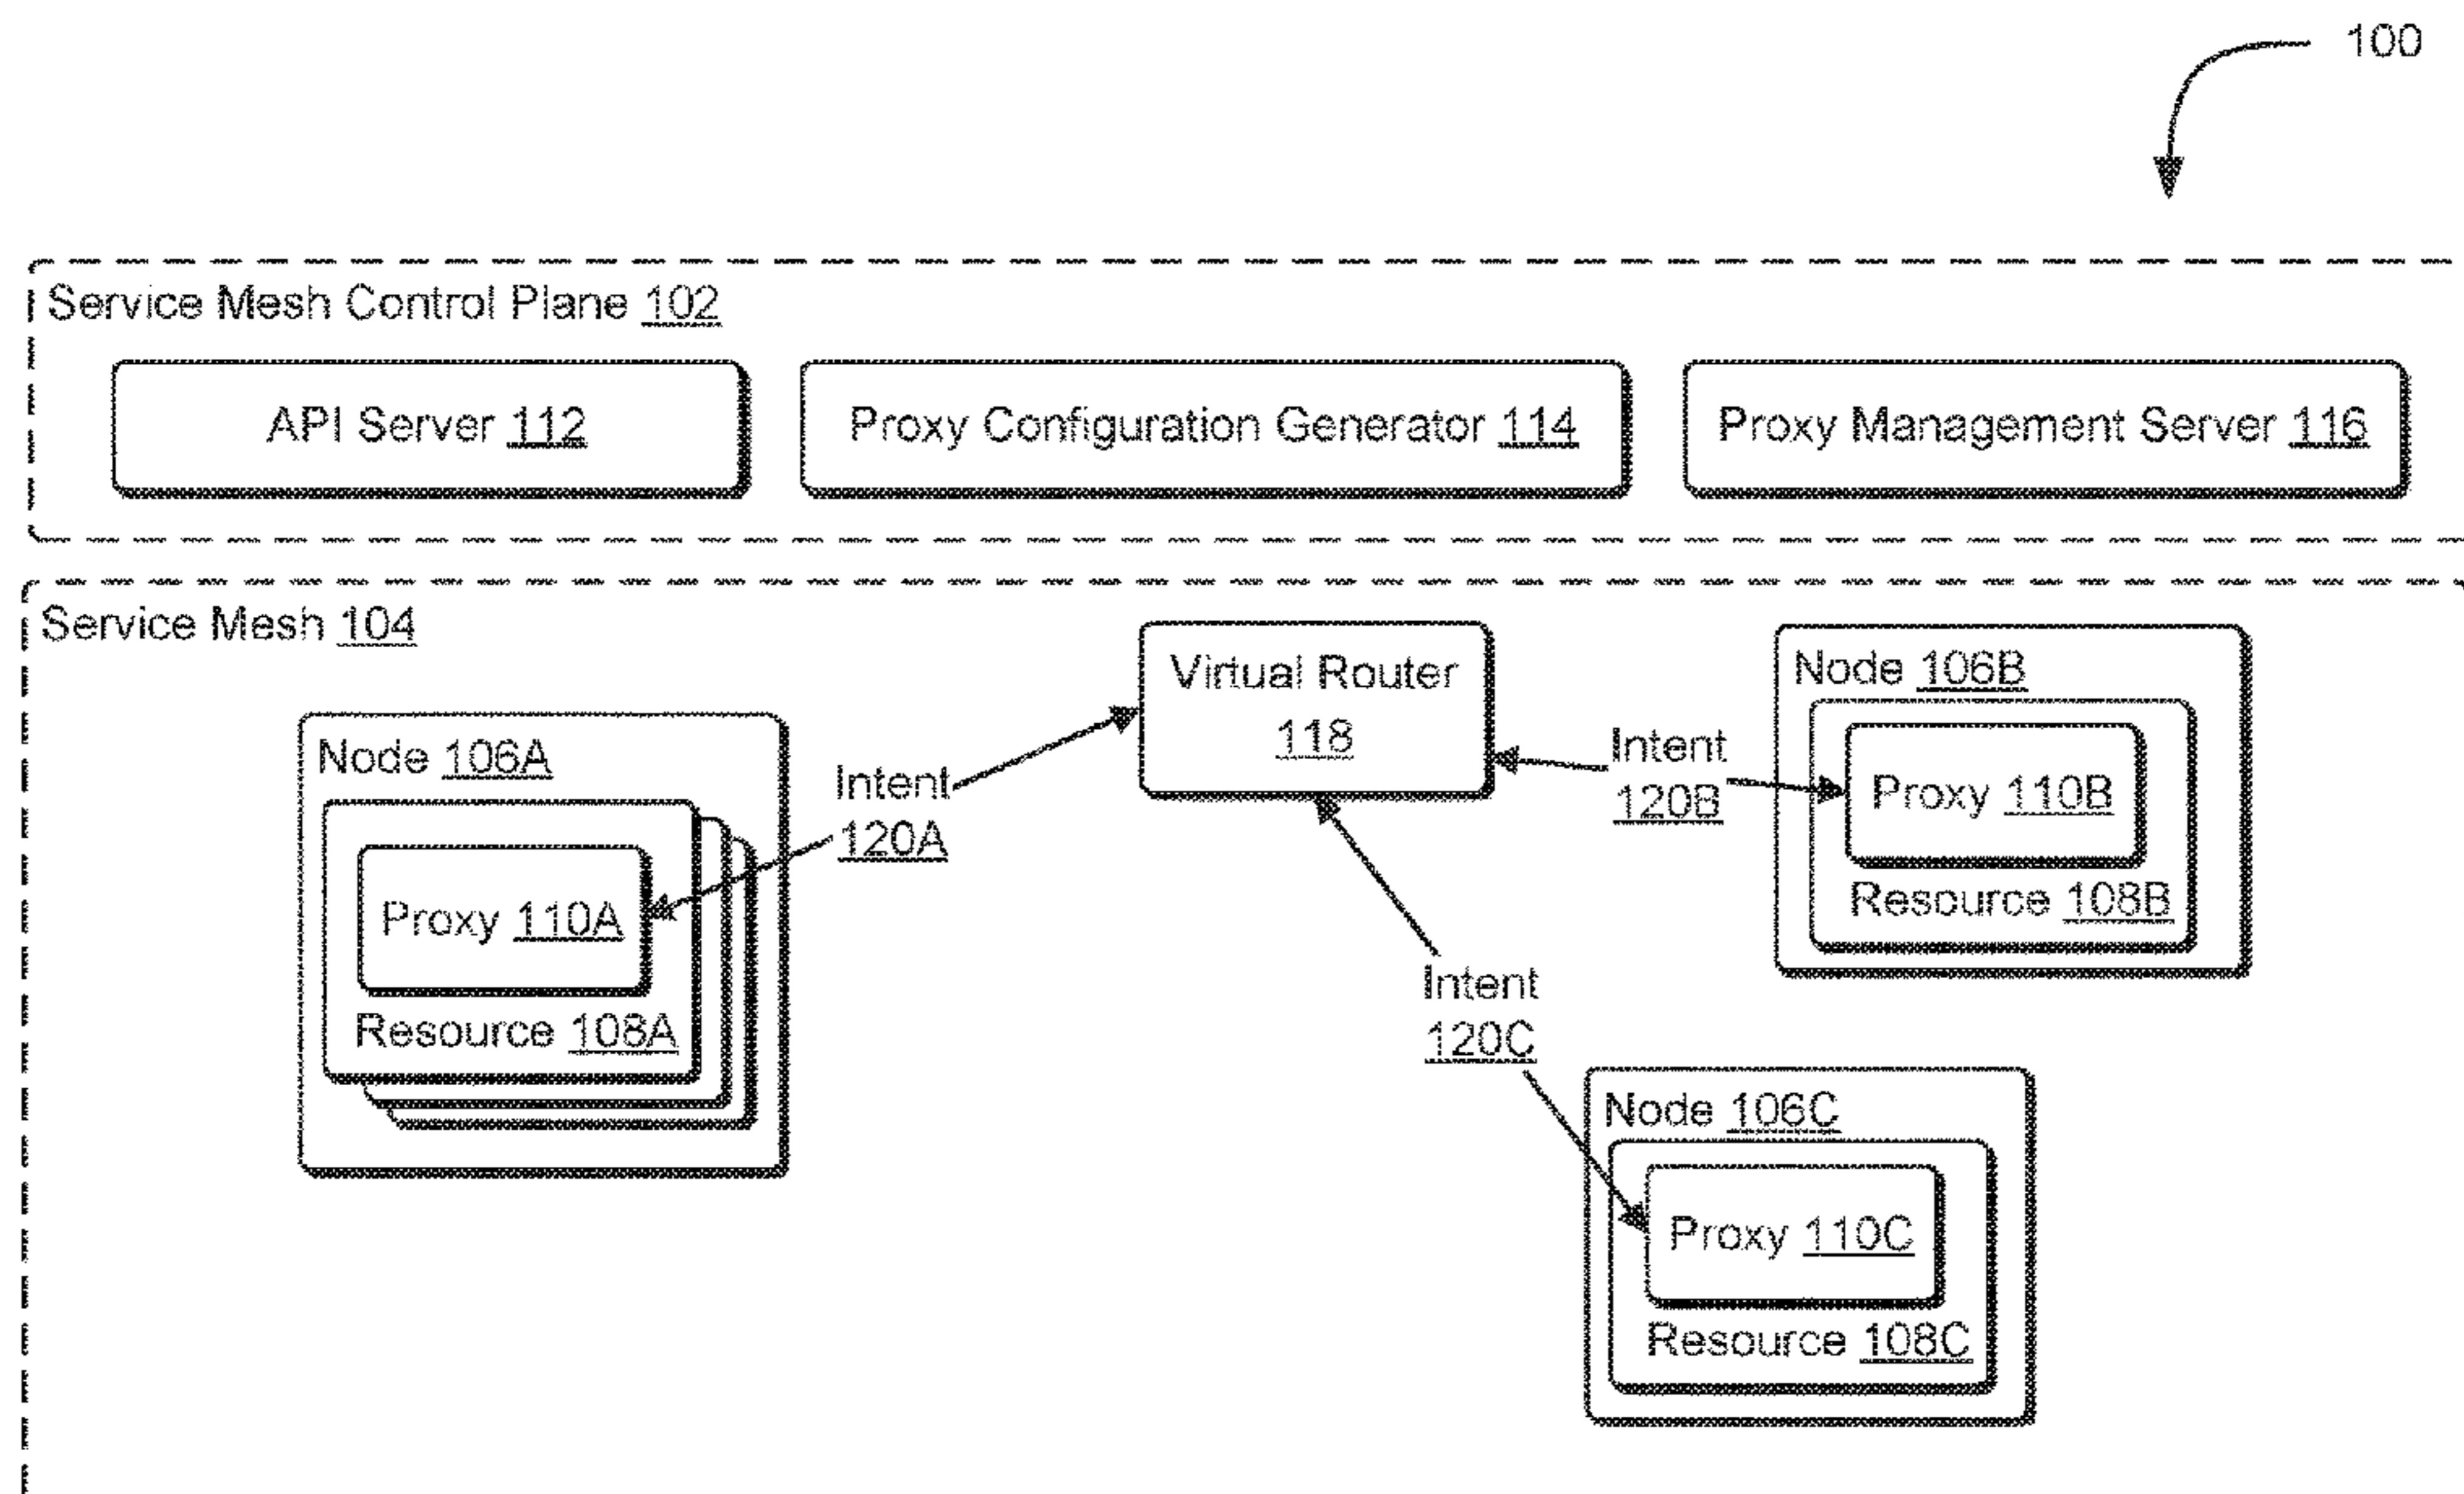 100
Service Mesh Control Plane 102
API Server 112
Proxy Configuration Generator 114
Proxy Management Server 116
Service Mesh 104
Virtual Router
118
Node 106A
Proxy 110A
Resource 108A
Intent
120A
Intent
120B
Node 106B
Proxy 110B
Resource 108B
Intent
120C
Node 106C
Proxy 110C
Resource 108C